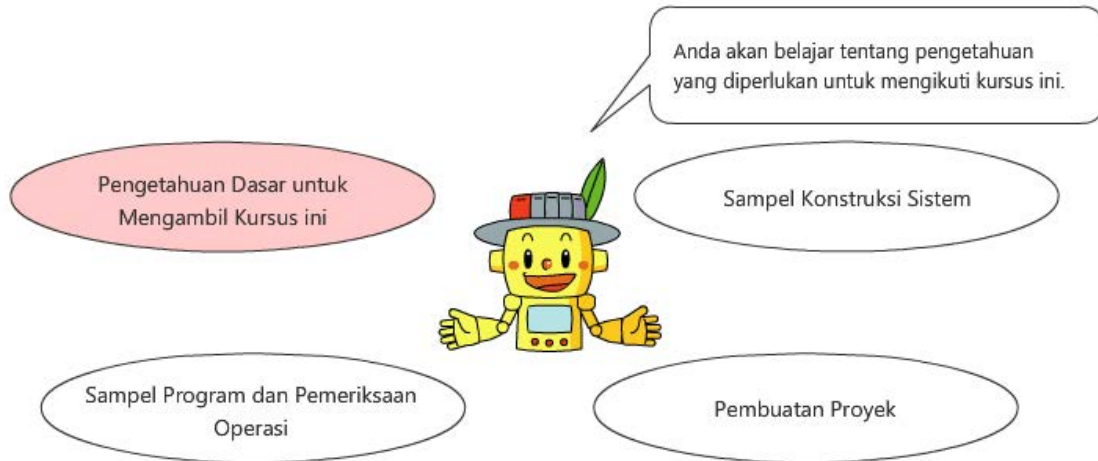 Anda akan belajar tentang pengetahuan
yang diperlukan untuk mengikuti kursus ini.
Pengetahuan Dasar untuk
Mengambil Kursus ini
Sampel Konstruksi Sistem
Sampel Program dan Pemeriksaan
Operasi
Pembuatan Proyek